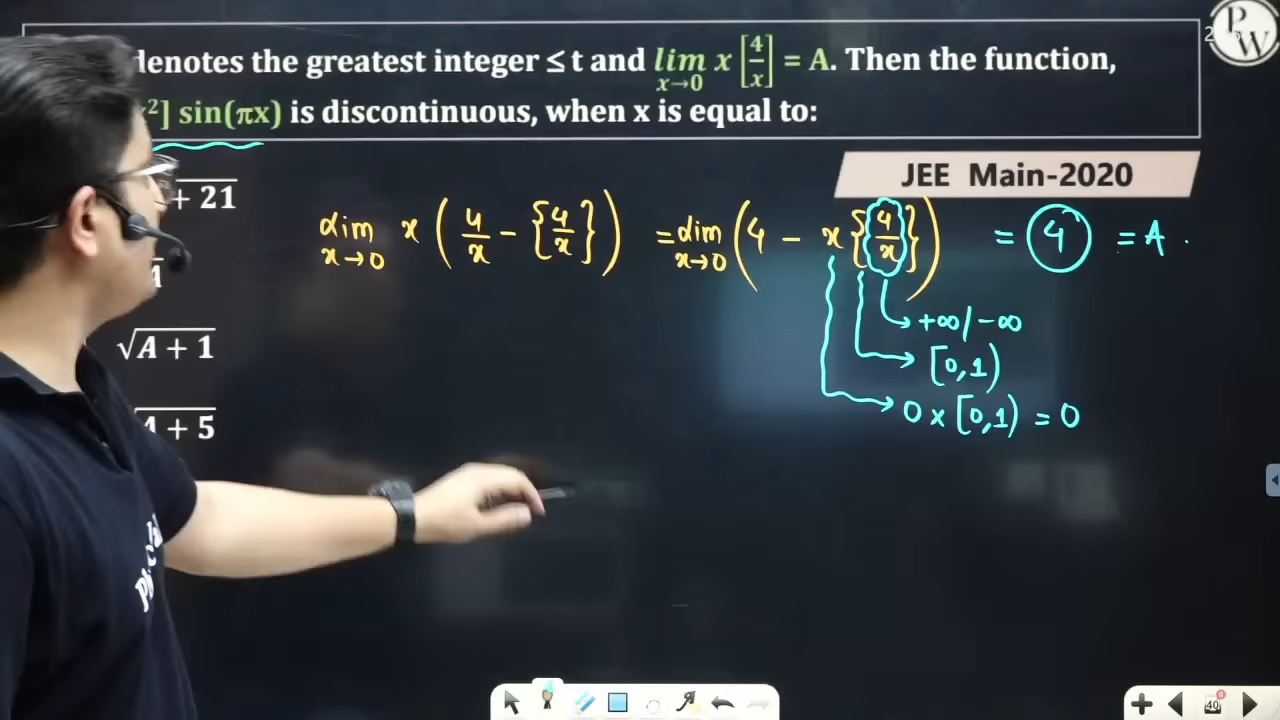 denotes the greatest integer ≤ t and lim x→0 x [4/x] = A. Then the function,
²] sin(πx) is discontinuous, when x is equal to:
PW
JEE Main-2020
+ 21
A
√A + 1
A + 5
lim x→0 x ( 4/x - {4/x} ) = lim x→0 ( 4 - x {4/x} ) = 4 = A .
+∞/-∞
[0,1)
0 × [0,1) = 0
40